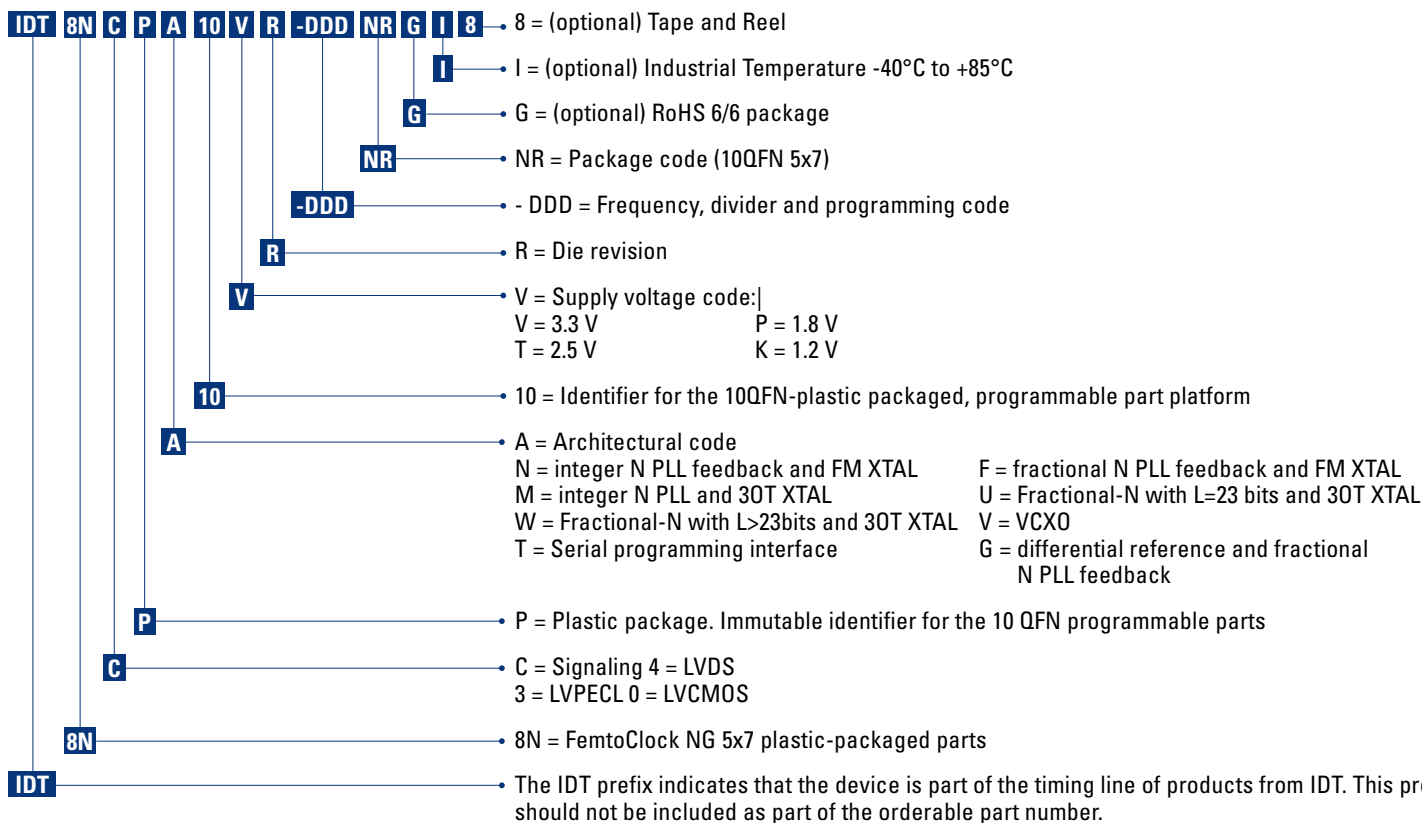 IDT 8N C P A 10 V R -DDD NR G I 8 • 8 = (optional) Tape and Reel
I • I = (optional) Industrial Temperature -40°C to +85°C
G • G = (optional) RoHS 6/6 package
NR • NR = Package code (10QFN 5x7)
-DDD • - DDD = Frequency, divider and programming code
R • R = Die revision
V • V = Supply voltage code:|
V = 3.3 V P = 1.8 V
T = 2.5 V K = 1.2 V
10 • 10 = Identifier for the 10QFN-plastic packaged, programmable part platform
A • A = Architectural code
N = integer N PLL feedback and FM XTAL F = fractional N PLL feedback and FM XTAL
M = integer N PLL and 3OT XTAL U = Fractional-N with L=23 bits and 3OT XTAL
W = Fractional-N with L>23bits and 3OT XTAL V = VCXO
T = Serial programming interface G = differential reference and fractional
N PLL feedback
P • P = Plastic package. Immutable identifier for the 10 QFN programmable parts
C • C = Signaling 4 = LVDS
3 = LVPECL 0 = LVCMOS
8N • 8N = FemtoClock NG 5x7 plastic-packaged parts
IDT • The IDT prefix indicates that the device is part of the timing line of products from IDT. This
should not be included as part of the orderable part number.